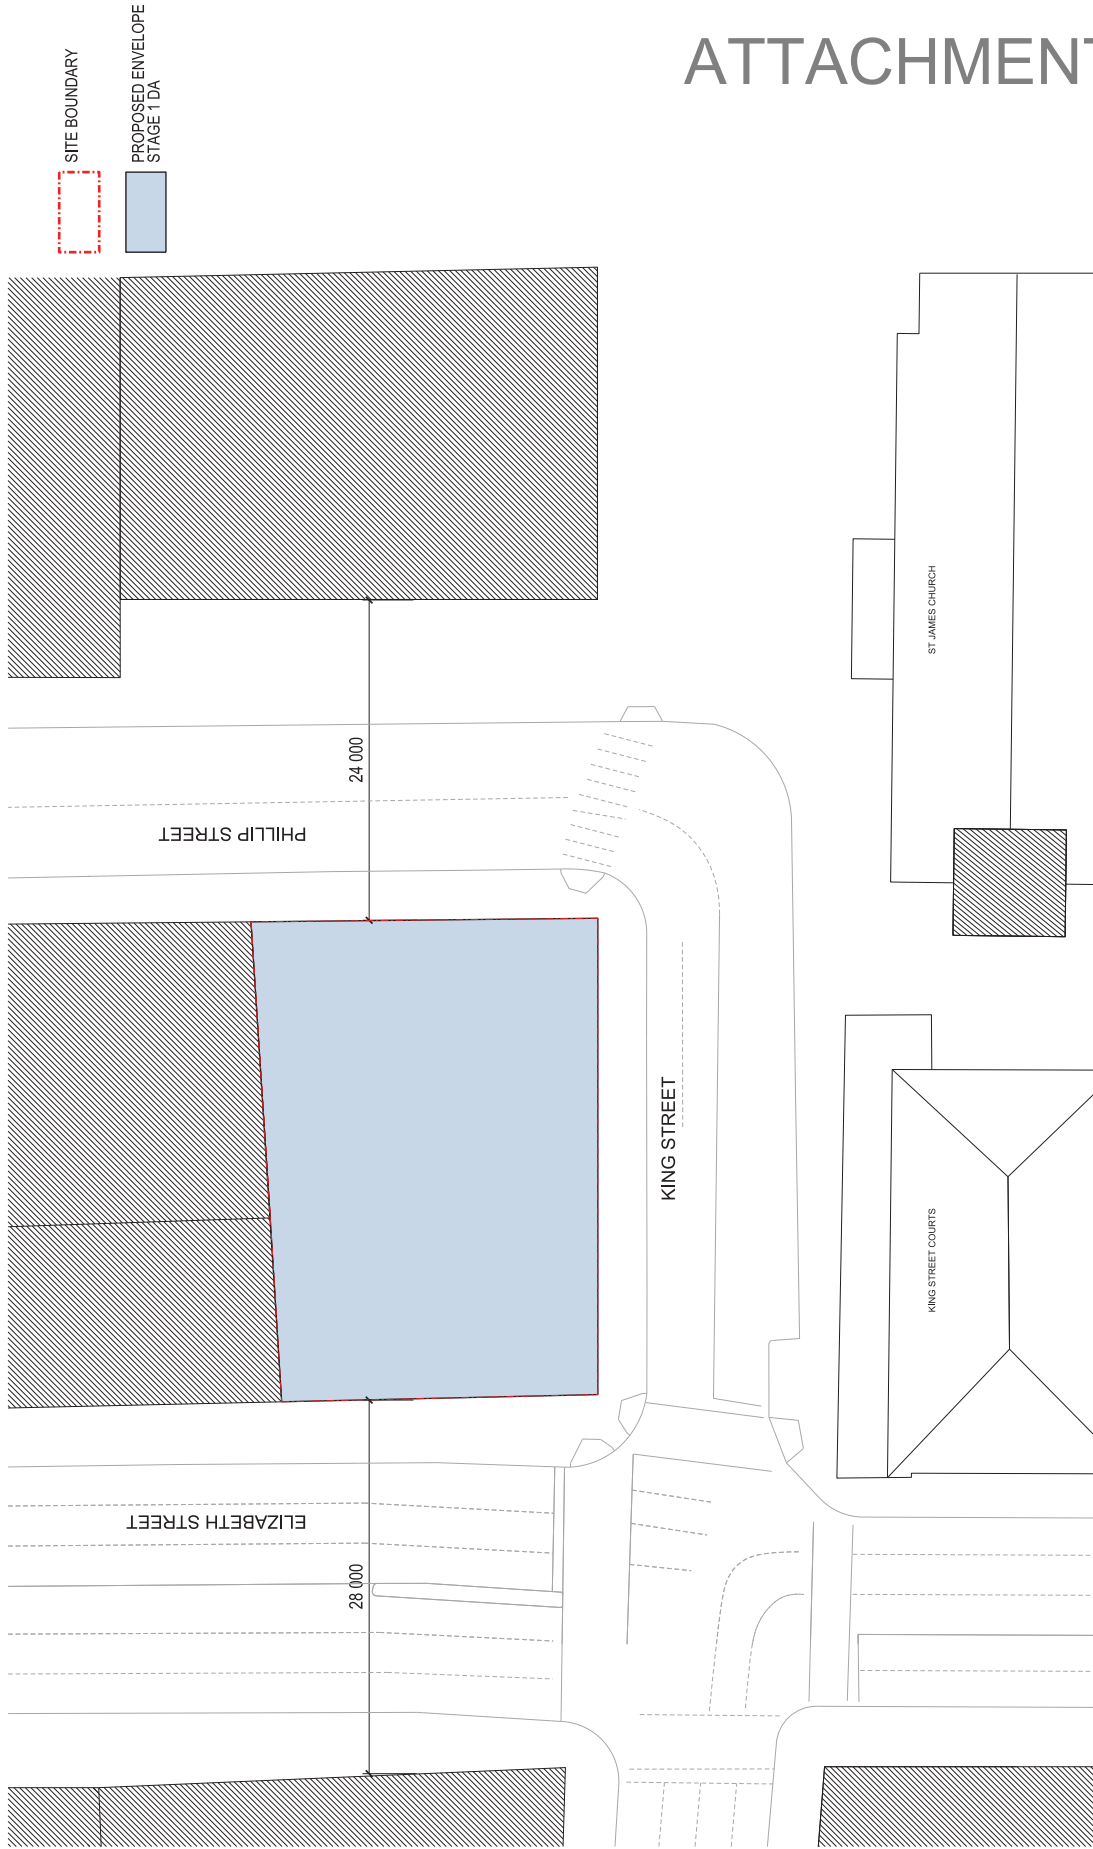 ATTACHMENT
SITE BOUNDARY
PROPOSED ENVELOPE
STAGE 1 DA
24 000
PHILLIP STREET
ST JAMES CHURCH
KING STREET
KING STREET COURTS
ELIZABETH STREET
28 000